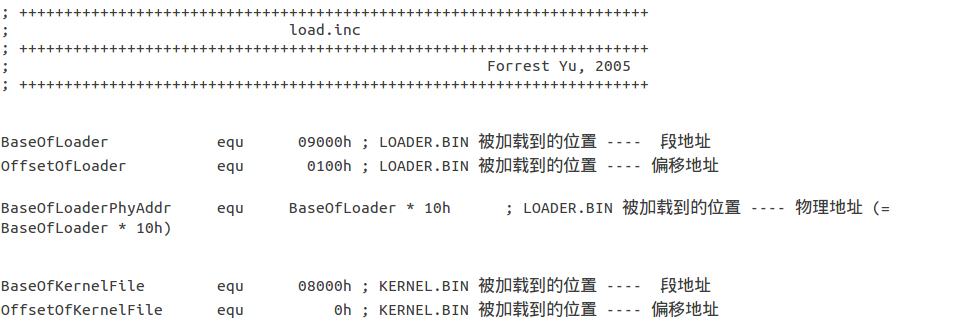 ; ++++++++++++++++++++++++++++++++++++++++++++++++++++++++++++++++++++++
;                               load.inc
; ++++++++++++++++++++++++++++++++++++++++++++++++++++++++++++++++++++++
;                                                     Forrest Yu, 2005
; ++++++++++++++++++++++++++++++++++++++++++++++++++++++++++++++++++++++
BaseOfLoader            equ      09000h ; LOADER.BIN 被加载到的位置 ----  段地址
OffsetOfLoader          equ       0100h ; LOADER.BIN 被加载到的位置 ---- 偏移地址
BaseOfLoaderPhyAddr     equ     BaseOfLoader * 10h      ; LOADER.BIN 被加载到的位置 ---- 物理地址 (=
BaseOfLoader * 10h)
BaseOfKernelFile        equ      08000h ; KERNEL.BIN 被加载到的位置 ----  段地址
OffsetOfKernelFile      equ          0h ; KERNEL.BIN 被加载到的位置 ---- 偏移地址